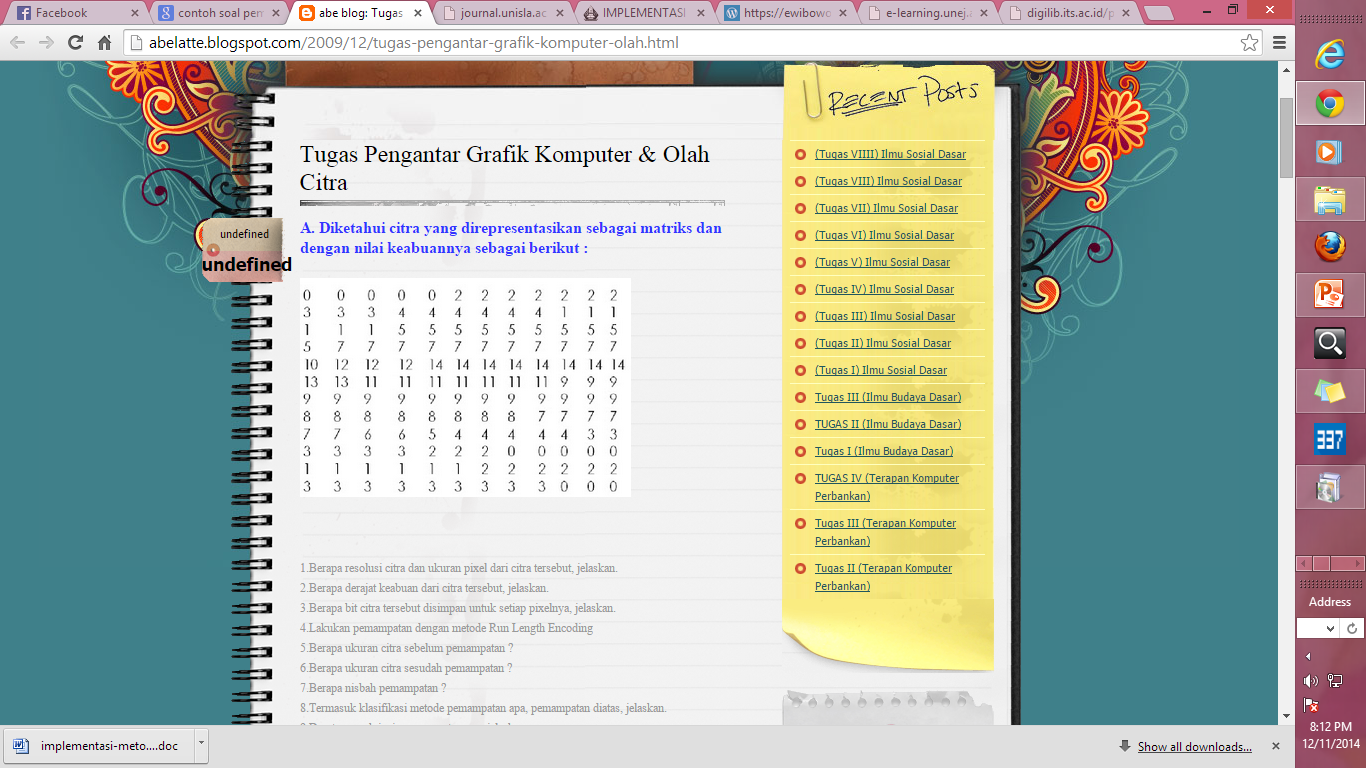 Facebook
contoh soal pem
abe blog: Tugas
journal.unisla.ac
IMPLEMENTASI
https://ewibowo
e-learning.unej.a
digilib.its.ac.id/p
abelatte.blogspot.com/2009/12/tugas-pengantar-grafik-komputer-olah.html
Tugas Pengantar Grafik Komputer & Olah
Citra
undefined
undefined
A. Diketahui citra yang direpresentasikan sebagai matriks dan
dengan nilai keabuannya sebagai berikut :
0 0 0 0 0 2 2 2 2 2 2 2
3 3 3 4 4 4 4 4 4 1 1 1
1 1 1 5 5 5 5 5 5 5 5 5
5 7 7 7 7 7 7 7 7 7 7 7
10 12 12 12 14 14 14 14 14 14 14 14
13 13 11 11 11 11 11 11 11 9 9 9
9 9 9 9 9 9 9 9 9 9 9 9
8 8 8 8 8 8 8 8 7 7 7 7
7 7 6 6 5 4 4 4 4 4 3 3
3 3 3 3 2 2 2 0 0 0 0 0
1 1 1 1 1 1 2 2 2 2 2 2
3 3 3 3 3 3 3 3 3 0 0 0
1.Berapa resolusi citra dan ukuran pixel dari citra tersebut, jelaskan.
2.Berapa derajat keabuan dari citra tersebut, jelaskan.
3.Berapa bit citra tersebut disimpan untuk setiap pixelnya, jelaskan.
4.Lakukan pemampatan dengan metode Run Length Encoding
5.Berapa ukuran citra sebelum pemampatan ?
6.Berapa ukuran citra sesudah pemampatan ?
7.Berapa nisbah pemampatan ?
8.Termasuk klasifikasi metode pemampatan apa, pemampatan diatas, jelaskan.
RECENT POSTS
(Tugas VIIII) Ilmu Sosial Dasar
(Tugas VIII) Ilmu Sosial Dasar
(Tugas VII) Ilmu Sosial Dasar
(Tugas VI) Ilmu Sosial Dasar
(Tugas V) Ilmu Sosial Dasar
(Tugas IV) Ilmu Sosial Dasar
(Tugas III) Ilmu Sosial Dasar
(Tugas II) Ilmu Sosial Dasar
(Tugas I) Ilmu Sosial Dasar
Tugas III (Ilmu Budaya Dasar)
TUGAS II (Ilmu Budaya Dasar)
Tugas I (Ilmu Budaya Dasar)
TUGAS IV (Terapan Komputer
Perbankan)
Tugas III (Terapan Komputer
Perbankan)
Tugas II (Terapan Komputer
Perbankan)
337
Address
8:12 PM
12/11/2014
implementasi-meto....doc
Show all downloads...